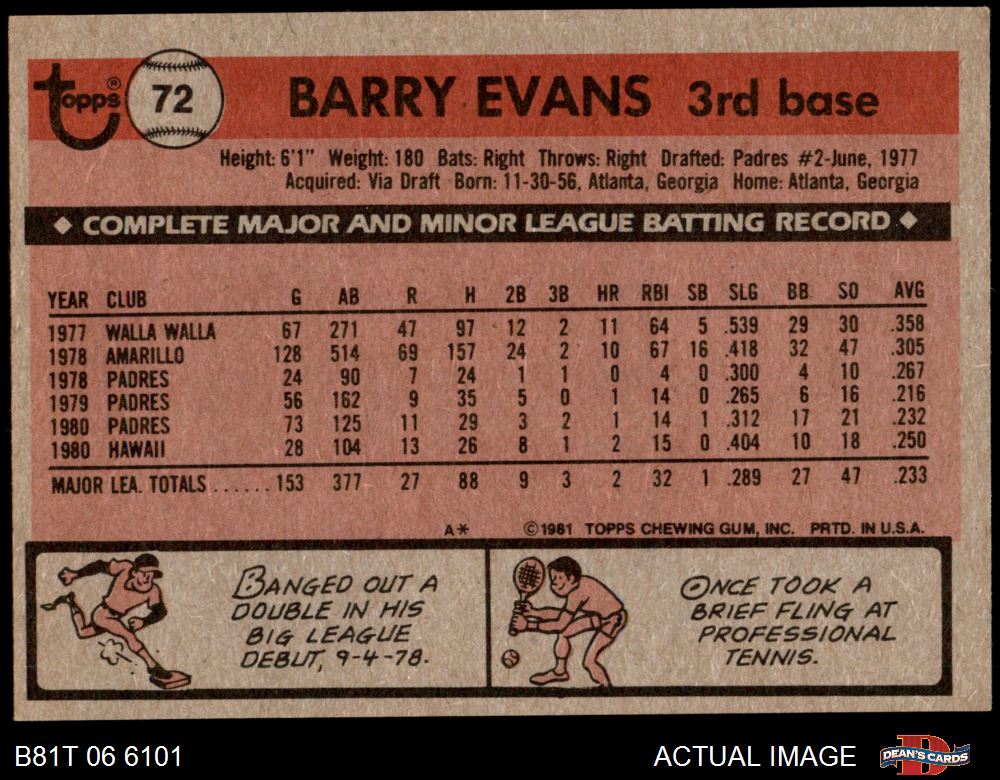 Topps® 72 BARRY EVANS 3rd base
Height: 6'1" Weight: 180 Bats: Right Throws: Right Drafted: Padres #2-June, 1977
Acquired: Via Draft Born: 11-30-56, Atlanta, Georgia Home: Atlanta, Georgia
◆ COMPLETE MAJOR AND MINOR LEAGUE BATTING RECORD ◆
YEAR CLUB G AB R H 2B 3B HR RBI SB SLG BB SO AVG
1977 WALLA WALLA 67 271 47 97 12 2 11 64 5 .539 29 30 .358
1978 AMARILLO 128 514 69 157 24 2 10 67 16 .418 32 47 .305
1978 PADRES 24 90 7 24 1 1 0 4 0 .300 4 10 .267
1979 PADRES 56 162 9 35 5 0 1 14 0 .265 6 16 .216
1980 PADRES 73 125 11 29 3 2 1 14 1 .312 17 21 .232
1980 HAWAII 28 104 13 26 8 1 2 15 0 .404 10 18 .250
MAJOR LEA. TOTALS ...... 153 377 27 88 9 3 2 32 1 .289 27 47 .233
A* ©1981 TOPPS CHEWING GUM, INC. PRTD. IN U.S.A.
BANGED OUT A
DOUBLE IN HIS
BIG LEAGUE
DEBUT, 9-4-78.
ONCE TOOK A
BRIEF FLING AT
PROFESSIONAL
TENNIS.
B81T 06 6101 ACTUAL IMAGE DEAN'S CARDS